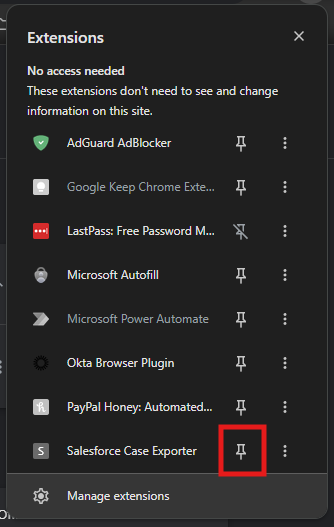 Extensions
No access needed
These extensions don't need to see and change
information on this site.
AdGuard AdBlocker
Google Keep Chrome Exte...
LastPass: Free Password M...
Microsoft Autofill
Microsoft Power Automate
Okta Browser Plugin
PayPal Honey: Automated...
S Salesforce Case Exporter
Manage extensions